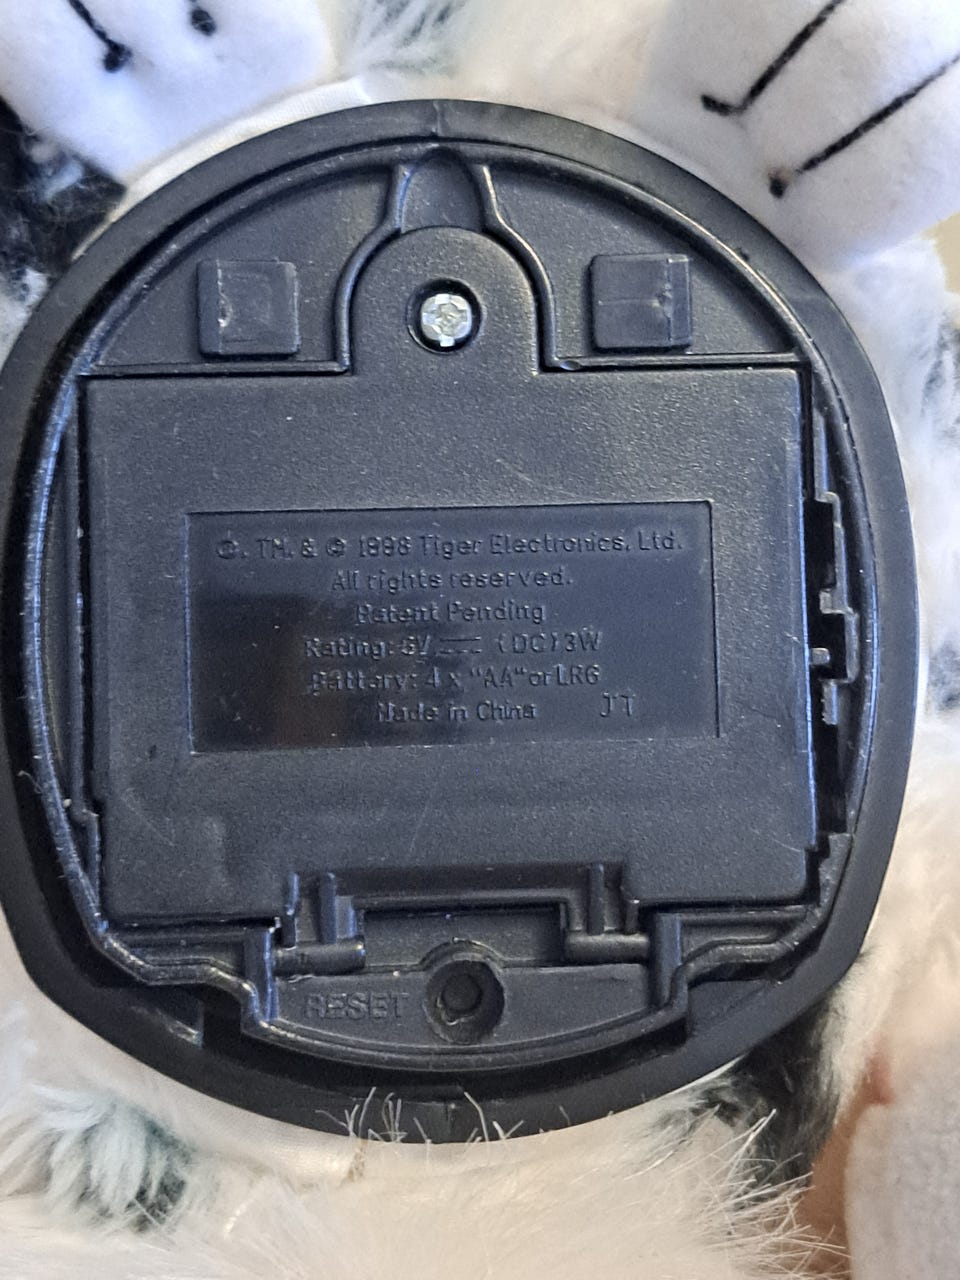 ©. TM. & © 1998 Tiger Electronics, Ltd.
All rights reserved.
Patent Pending
Rating: 6V ⎓ (DC) 3W
Battery: 4 x "AA" or LR6
Made in China JT
RESET